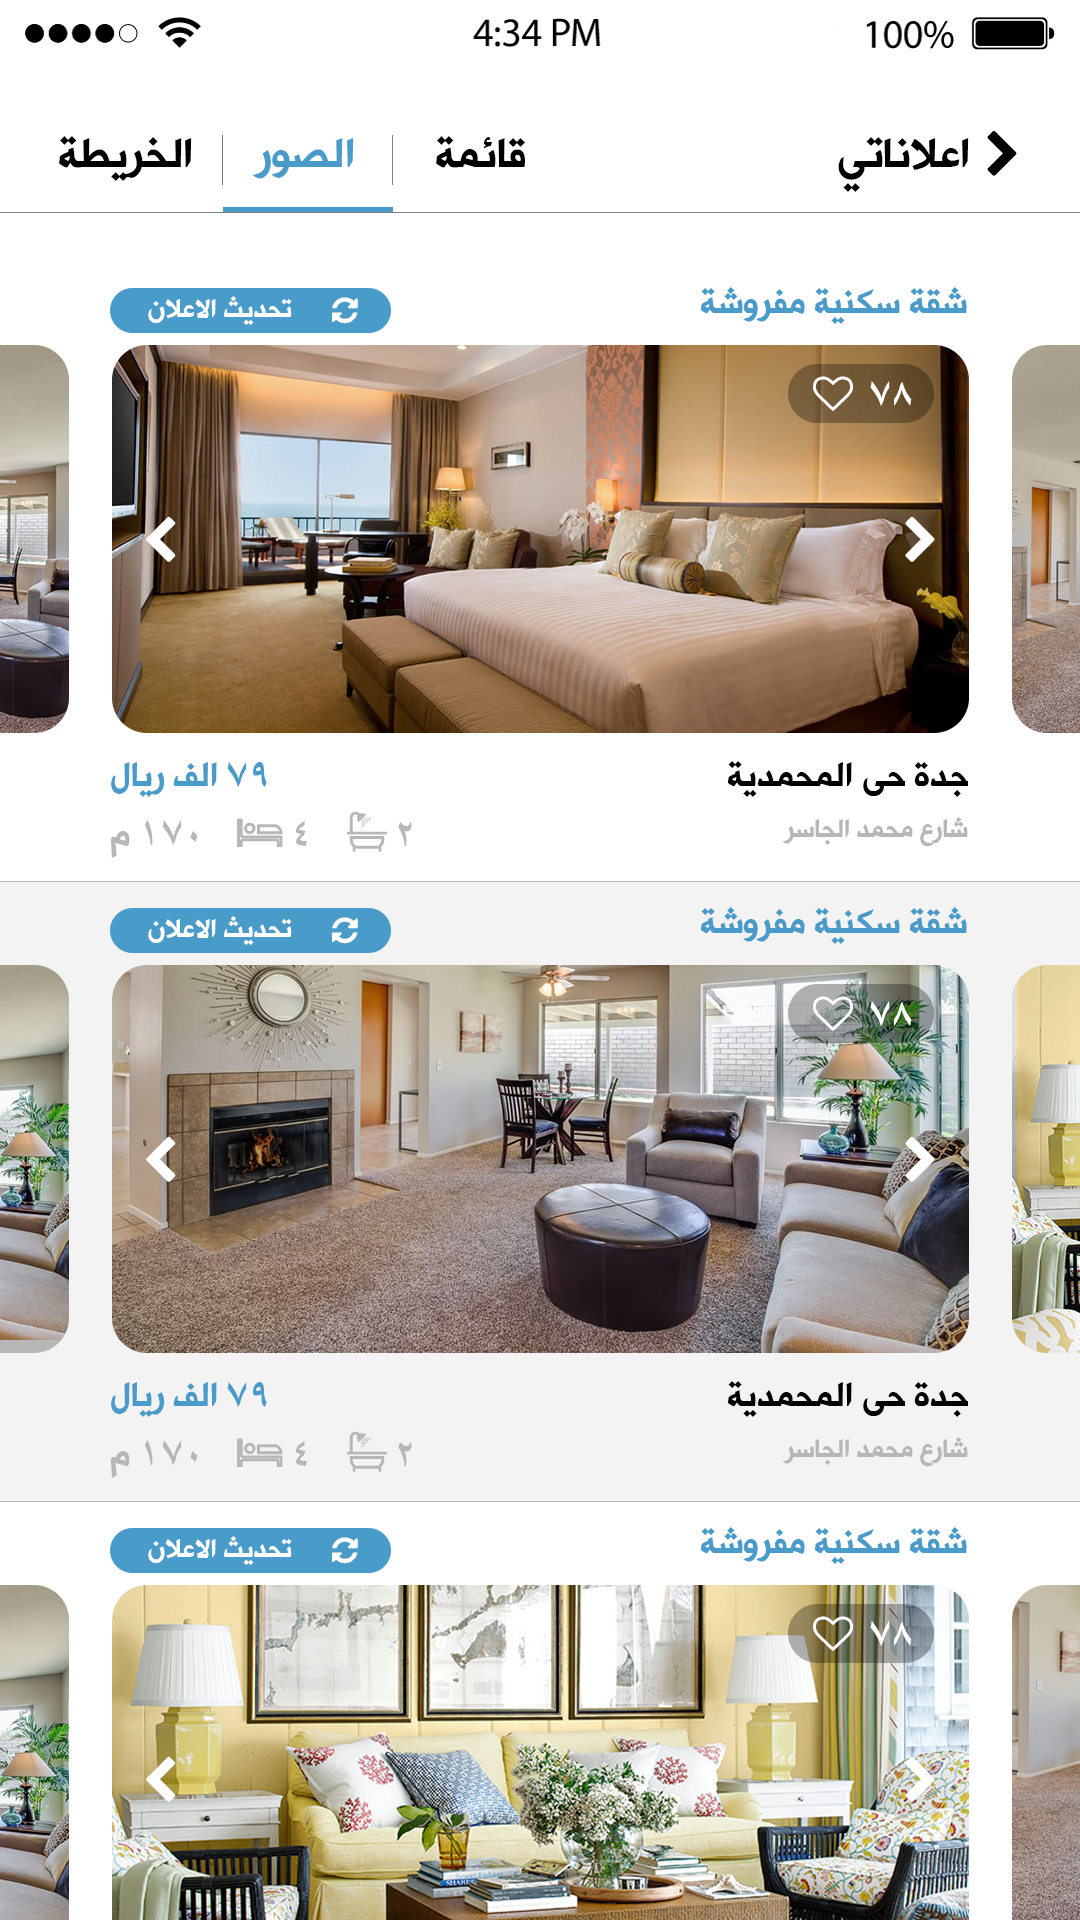 4:34 PM
100%
اعلاناتي
قائمة
الصور
الخريطة
شقة سكنية مفروشة
تحديث الاعلان
٧٨
جدة حى المحمدية
٧٩ الف ريال
شارع محمد الجاسر
٢
٤
١٧٠ م
شقة سكنية مفروشة
تحديث الاعلان
٧٨
جدة حى المحمدية
٧٩ الف ريال
شارع محمد الجاسر
٢
٤
١٧٠ م
شقة سكنية مفروشة
تحديث الاعلان
٧٨